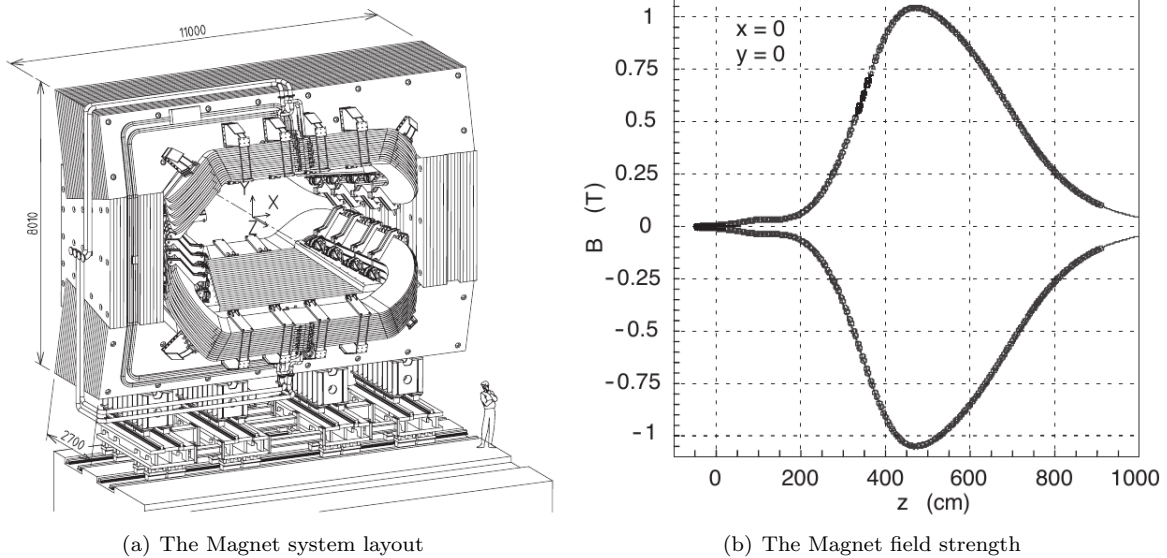 11000
8010
2700
X
Z
x = 0
y = 0
1
0.75
0.5
0.25
0
-0.25
-0.5
-0.75
-1
B (T)
0 200 400 600 800 1000
z (cm)
(a) The Magnet system layout
(b) The Magnet field strength